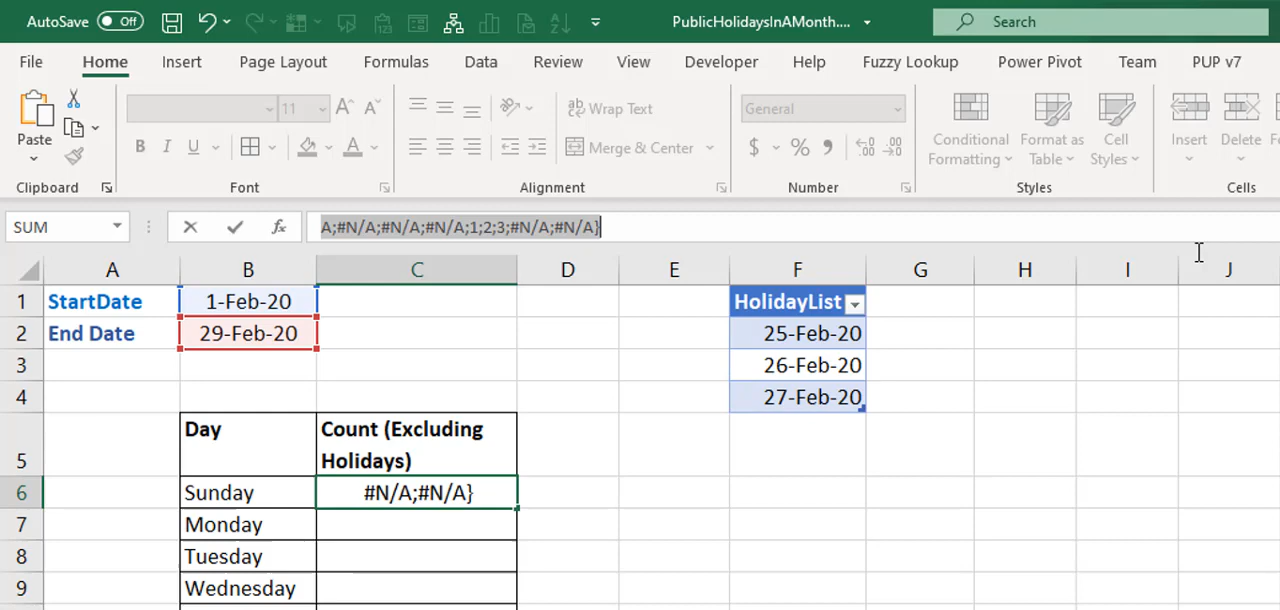 AutoSave Off PublicHolidaysInAMonth.... Search
File Home Insert Page Layout Formulas Data Review View Developer Help Fuzzy Lookup Power Pivot Team PUP v7
11 A A ab Wrap Text General
Paste B I U A Merge & Center $ % Conditional Formatting Format as Table Cell Styles Insert Delete
Clipboard Font Alignment Number Styles Cells
SUM fx A;#N/A;#N/A;#N/A;1;2;3;#N/A;#N/A}
A B C D E F G H I J
1 StartDate 1-Feb-20 HolidayList
2 End Date 29-Feb-20 25-Feb-20
3 26-Feb-20
4 27-Feb-20
Day Count (Excluding
5 Holidays)
6 Sunday #N/A;#N/A}
7 Monday
8 Tuesday
9 Wednesday